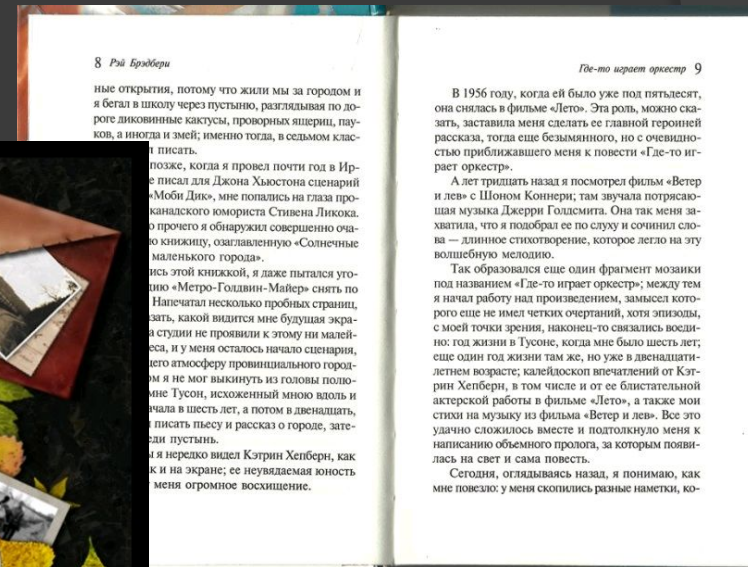 8 Рэй Брэдбери
ные открытия, потому что жили мы за городом и
я бегал в школу через пустыню, разглядывая по до-
роге диковинные кактусы, проворных ящериц, пау-
ков, а иногда и змей; именно тогда, в седьмом клас-
писать.
позже, когда я провел почти год в Ир-
писал для Джона Хьюстона сценарий
«Моби Дик», мне попались на глаза про-
канадского юмориста Стивена Ликока.
прочего я обнаружил совершенно оча-
книжицу, озаглавленную «Солнечные
маленького города».
этой книжкой, я даже пытался уго-
«Метро-Голдвин-Майер» снять по
Напечатал несколько пробных страниц,
какой видится мне будущая экра-
студии не проявили к этому ни малей-
и у меня осталось начало сценария,
атмосферу провинциального город-
я не мог выкинуть из головы полю-
мне Тусон, исхоженный мною вдоль и
в шесть лет, а потом в двенадцать,
писать пьесу и рассказ о городе, зате-
пустынь.
я нередко видел Кэтрин Хепберн, как
и на экране; ее неувядаемая юность
меня огромное восхищение.
Где-то играет оркестр 9
В 1956 году, когда ей было уже под пятьдесят,
она снялась в фильме «Лето». Эта роль, можно ска-
зать, заставила меня сделать ее главной героиней
рассказа, тогда еще безымянного, но с очевидно-
стью приближавшего меня к повести «Где-то иг-
рает оркестр».
А лет тридцать назад я посмотрел фильм «Ветер
и лев» с Шоном Коннери; там звучала потрясаю-
щая музыка Джерри Голдсмита. Она так меня за-
хватила, что я подобрал ее по слуху и сочинил сло-
ва — длинное стихотворение, которое легло на эту
волшебную мелодию.
Так образовался еще один фрагмент мозаики
под названием «Где-то играет оркестр»; между тем
я начал работу над произведением, замысел кото-
рого еще не имел четких очертаний, хотя эпизоды,
с моей точки зрения, наконец-то связались воеди-
но: год жизни в Тусоне, когда мне было шесть лет;
еще один год жизни там же, но уже в двенадцати-
летнем возрасте; калейдоскоп впечатлений от Кэт-
рин Хепберн, в том числе и от ее блистательной
актерской работы в фильме «Лето», а также мои
стихи на музыку из фильма «Ветер и лев». Все это
удачно сложилось вместе и подтолкнуло меня к
написанию объемного пролога, за которым появи-
лась на свет и сама повесть.
Сегодня, оглядываясь назад, я понимаю, как
мне повезло: у меня скопились разные наметки, ко-